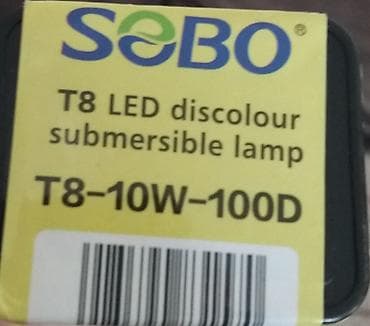 SOBO®
T8 LED discolour
submersible lamp
T8-10W-100D